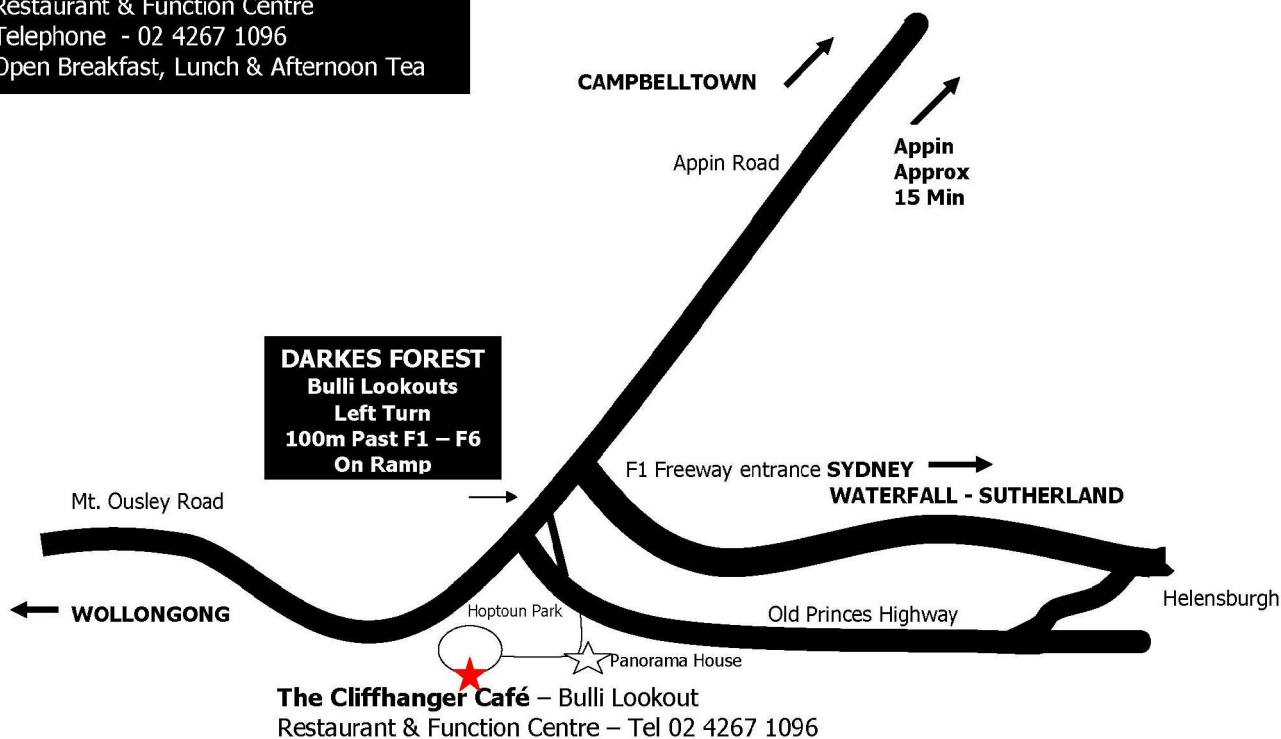 Restaurant & Function Centre
Telephone - 02 4267 1096
Open Breakfast, Lunch & Afternoon Tea
CAMPBELLTOWN
Appin Road
Appin
Approx
15 Min
DARKES FOREST
Bulli Lookouts
Left Turn
100m Past F1 – F6
On Ramp
F1 Freeway entrance SYDNEY
WATERFALL - SUTHERLAND
Mt. Ousley Road
WOLLONGONG
Hoptoun Park
Old Princes Highway
Helensburgh
Panorama House
The Cliffhanger Café – Bulli Lookout
Restaurant & Function Centre – Tel 02 4267 1096